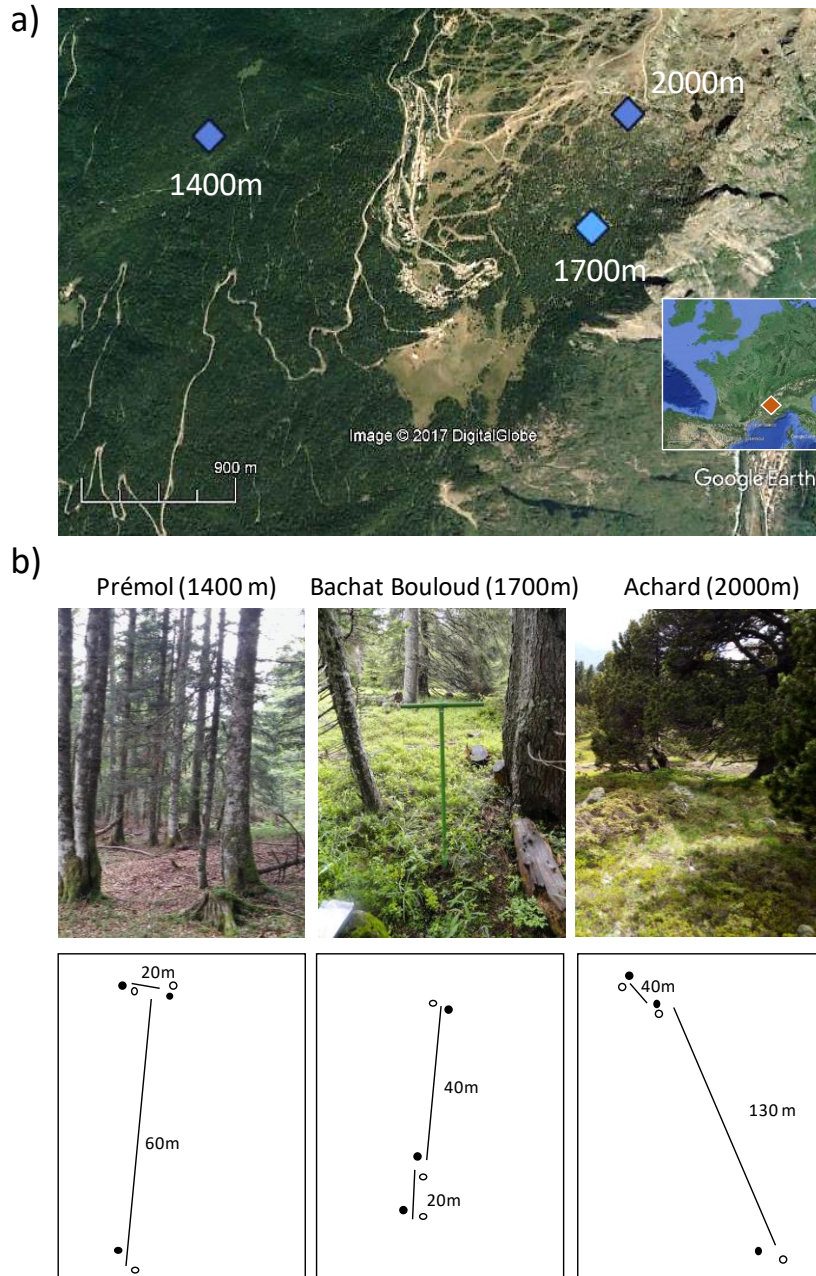 a)
2000m
1400m
1700m
Image © 2017 DigitalGlobe
900 m
Google Earth
b)
Prémol (1400 m)
Bachat Bouloud (1700m)
Achard (2000m)
20m
60m
40m
20m
40m
130 m